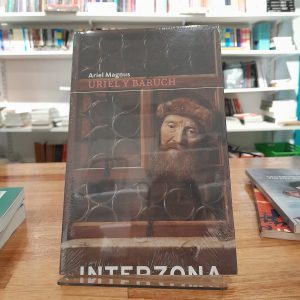 Ariel Magnus
URIEL Y BARUCH
INTERZONA